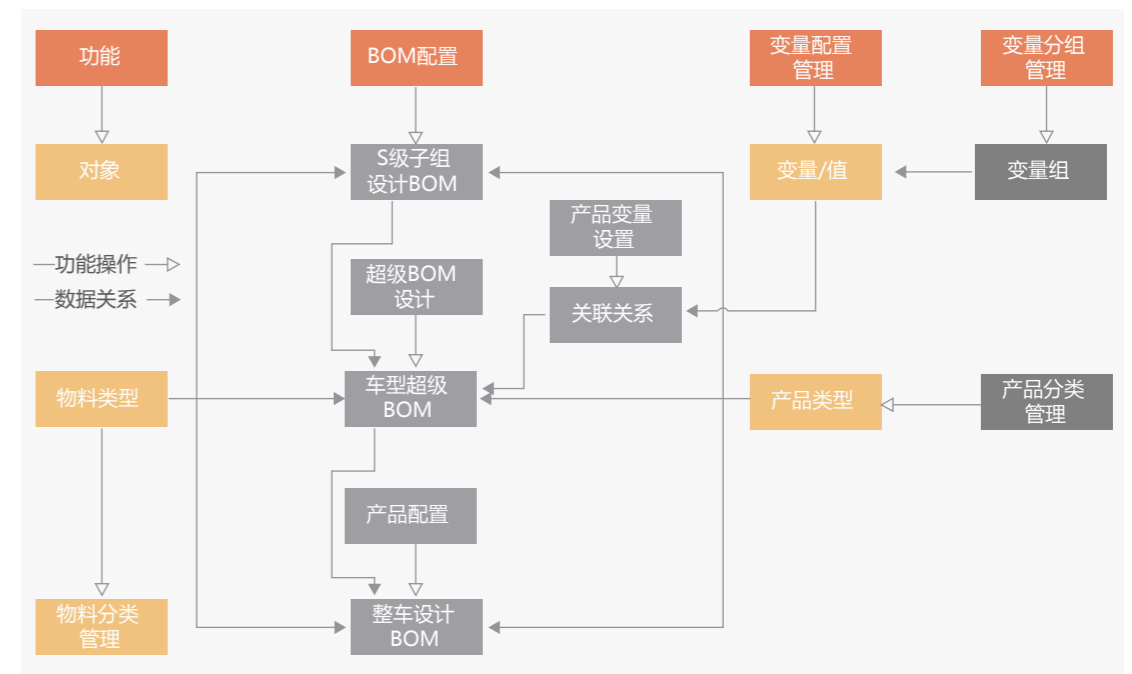 功能
BOM配置
变量配置
管理
变量分组
管理
对象
S级子组
设计BOM
变量/值
变量组
产品变量
设置
功能操作
超级BOM
设计
数据关系
关联关系
物料类型
车型超级
BOM
产品类型
产品分类
管理
产品配置
物料分类
管理
整车设计
BOM